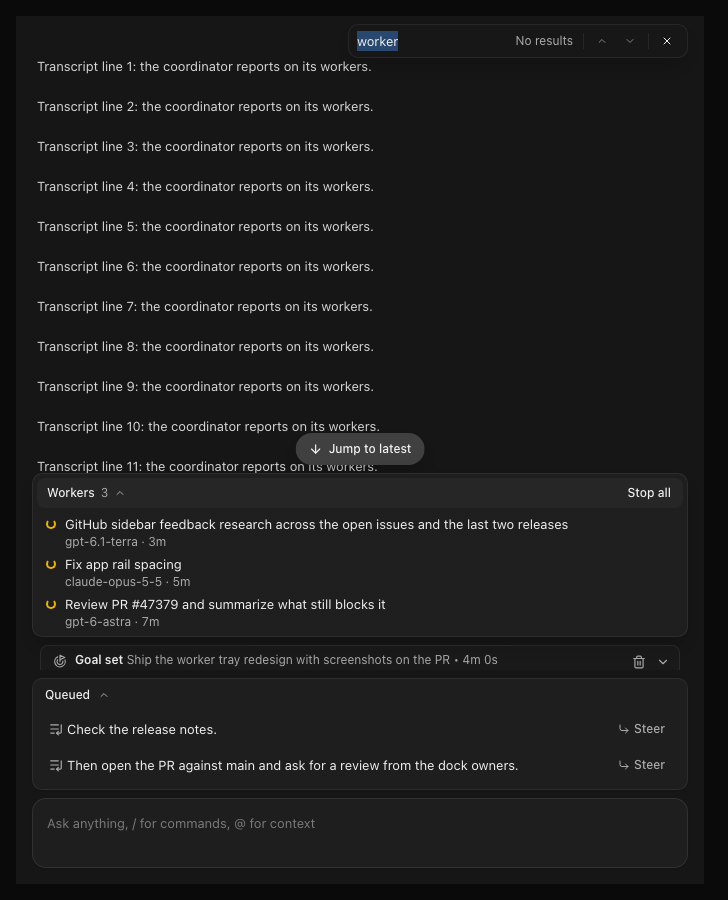 worker No results
Transcript line 1: the coordinator reports on its workers.
Transcript line 2: the coordinator reports on its workers.
Transcript line 3: the coordinator reports on its workers.
Transcript line 4: the coordinator reports on its workers.
Transcript line 5: the coordinator reports on its workers.
Transcript line 6: the coordinator reports on its workers.
Transcript line 7: the coordinator reports on its workers.
Transcript line 8: the coordinator reports on its workers.
Transcript line 9: the coordinator reports on its workers.
Transcript line 10: the coordinator reports on its workers.
Jump to latest
Transcript line 11: the coordinator reports on its workers.
Workers 3 Stop all
GitHub sidebar feedback research across the open issues and the last two releases
gpt-6.1-terra · 3m
Fix app rail spacing
claude-opus-5-5 · 5m
Review PR #47379 and summarize what still blocks it
gpt-6-astra · 7m
Goal set Ship the worker tray redesign with screenshots on the PR • 4m 0s
Queued
Check the release notes. Steer
Then open the PR against main and ask for a review from the dock owners. Steer
Ask anything, / for commands, @ for context